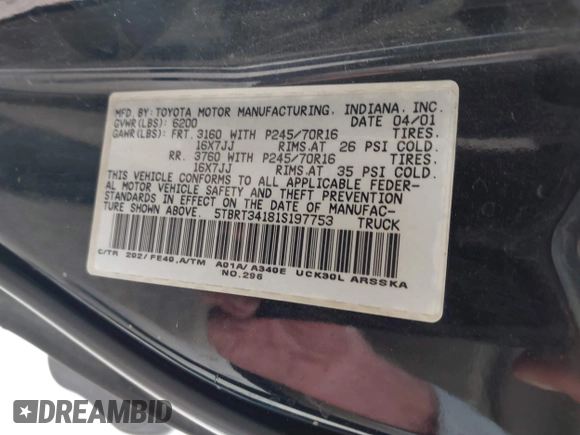 MFD. BY: TOYOTA MOTOR MANUFACTURING, INDIANA, INC.
GVWR(LBS): 6200 DATE 04/01
GAWR(LBS): FRT. 3160 WITH P245/70R16 TIRES.
16X7JJ RIMS.AT 26 PSI COLD.
RR. 3760 WITH P245/70R16 TIRES.
16X7JJ RIMS.AT 35 PSI COLD.
THIS VEHICLE CONFORMS TO ALL APPLICABLE FEDER-
AL MOTOR VEHICLE SAFETY AND THEFT PREVENTION
STANDARDS IN EFFECT ON THE DATE OF MANUFAC-
TURE SHOWN ABOVE. 5TBRT34181S197753 TRUCK
C/TR 202/FE40,A/TM A01A/A340E UCK30L ARSSKA
NO.296
DREAMBID